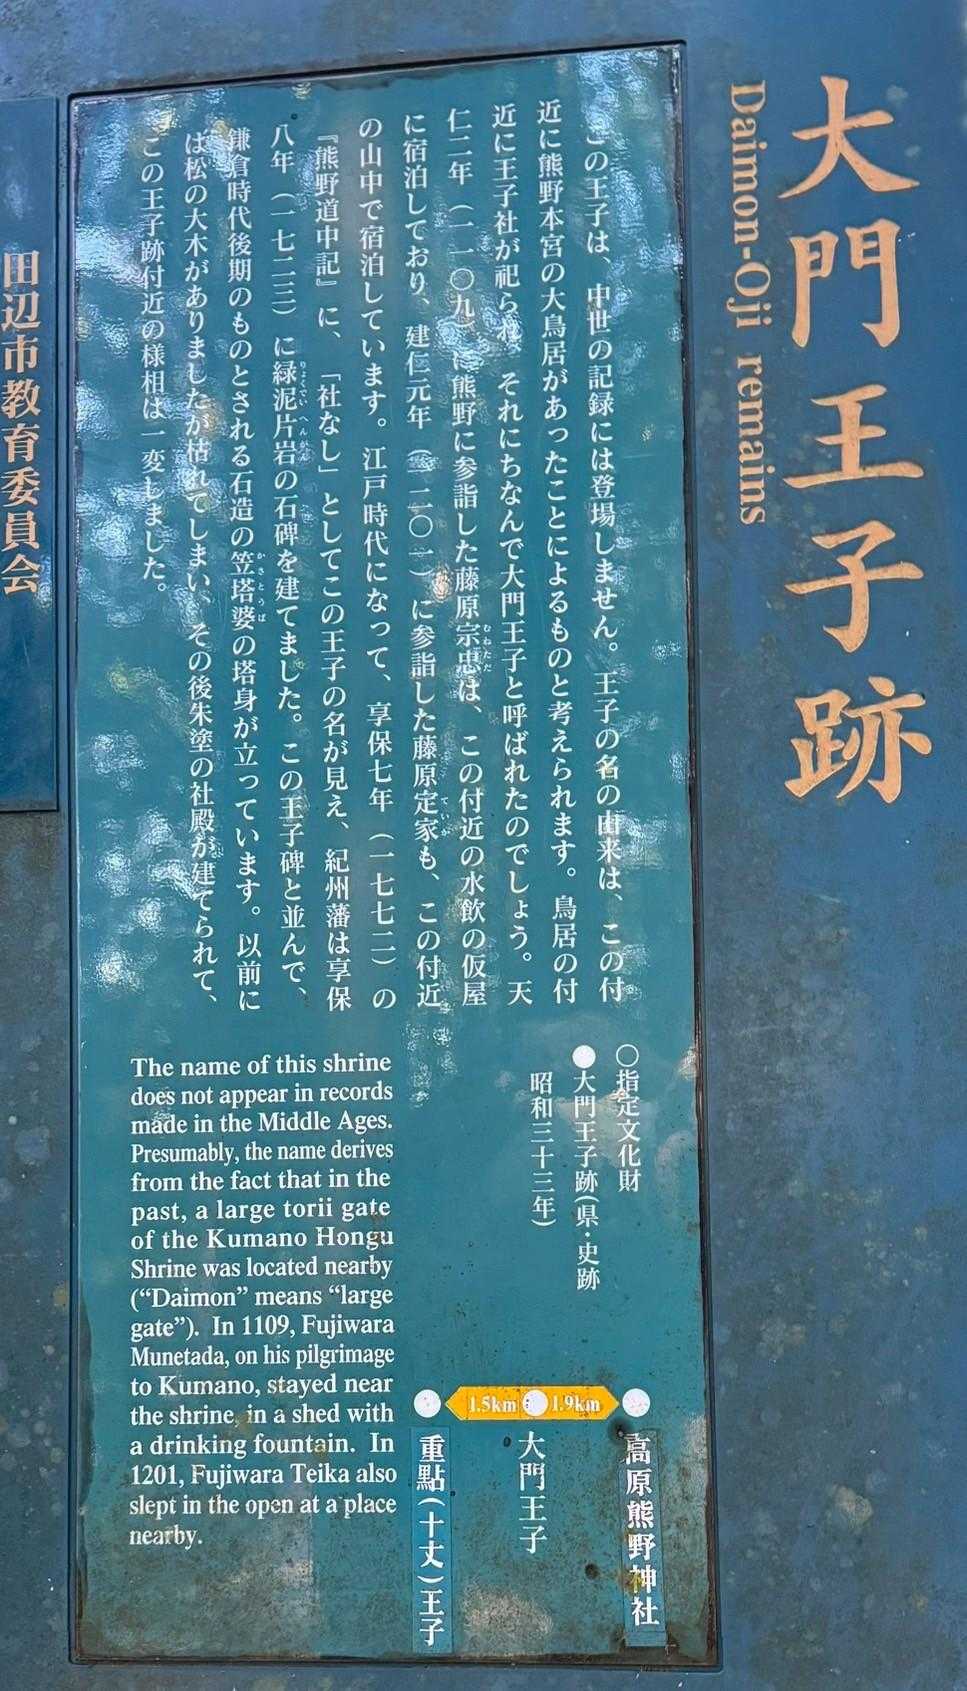 大門王子跡
Daimon-Oji remains
この王子は、中世の記録には登場しません。王子の名の由来は、この付
近に熊野本宮の大鳥居があったことによるものと考えられます。鳥居の付
近に王子社が祀られ、それにちなんで大門王子と呼ばれたのでしょう。天
仁二年（一一〇九）に熊野に参詣した藤原宗忠は、この付近の水飲の仮屋
むねただ
に宿泊しており、建仁元年（一二〇一）に参詣した藤原定家も、この付近
ていか
の山中で宿泊しています。江戸時代になって、享保七年（一七七二）の
『熊野道中記』に、「社なし」としてこの王子の名が見え、紀州藩は享保
八年（一七二三）に緑泥片岩の石碑を建てました。この王子碑と並んで、
りょくでいへんがん
鎌倉時代後期のものとされる石造の笠塔婆の塔身が立っています。以前に
かさとうば
は松の大木がありましたが枯れてしまい、その後朱塗の社殿が建てられて、
この王子跡付近の様相は一変しました。
〇指定文化財
●大門王子跡(県・史跡
昭和三十三年)
高原熊野神社
1.9km
大門王子
1.5km
重點(十丈)王子
The name of this shrine
does not appear in records
made in the Middle Ages.
Presumably, the name derives
from the fact that in the
past, a large torii gate
of the Kumano Hongu
Shrine was located nearby
("Daimon" means "large
gate"). In 1109, Fujiwara
Munetada, on his pilgrimage
to Kumano, stayed near
the shrine, in a shed with
a drinking fountain. In
1201, Fujiwara Teika also
slept in the open at a place
nearby.
田辺市教育委員会